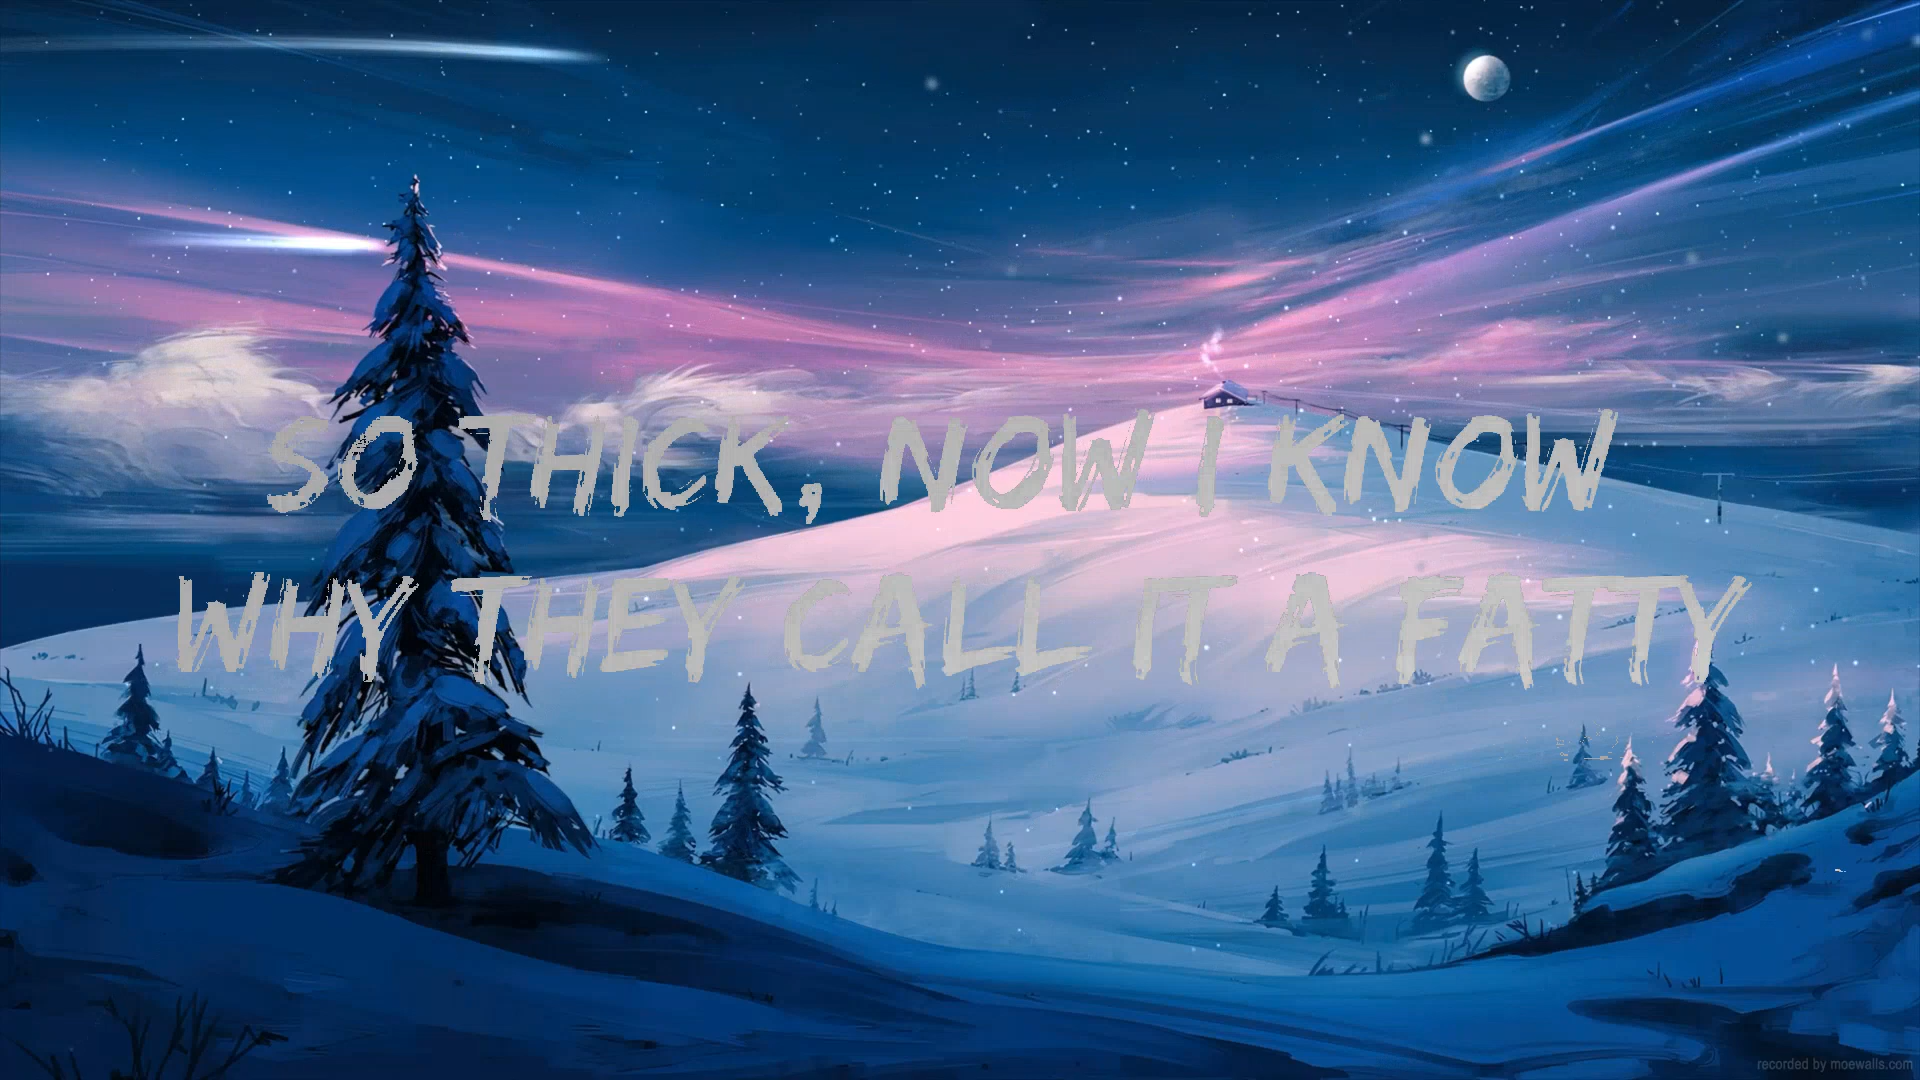 SO THICK, NOW I KNOW
WHY THEY CALL IT A FATTY
recorded by moewalls.com